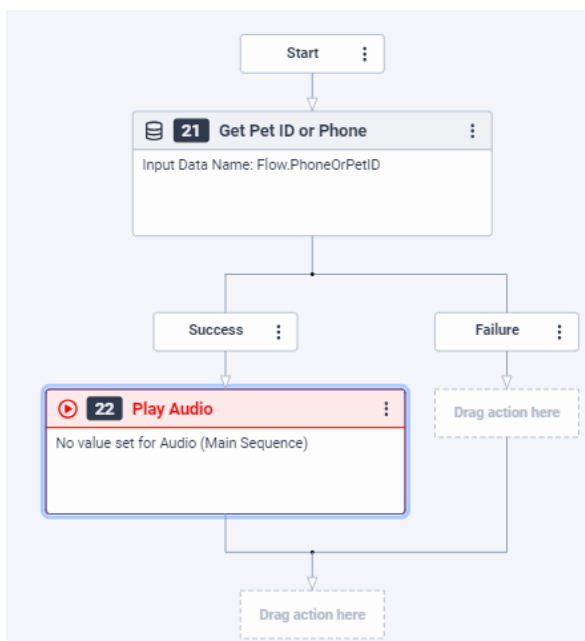 Start
21 Get Pet ID or Phone
Input Data Name: Flow.PhoneOrPetID
Success
Failure
22 Play Audio
No value set for Audio (Main Sequence)
Drag action here
Drag action here